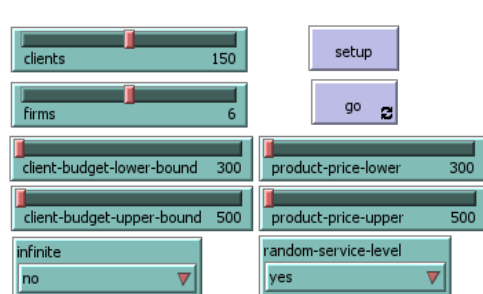 clients 150
setup
firms 6
go
client-budget-lower-bound 300
product-price-lower 300
client-budget-upper-bound 500
product-price-upper 500
infinite
random-service-level
no
yes